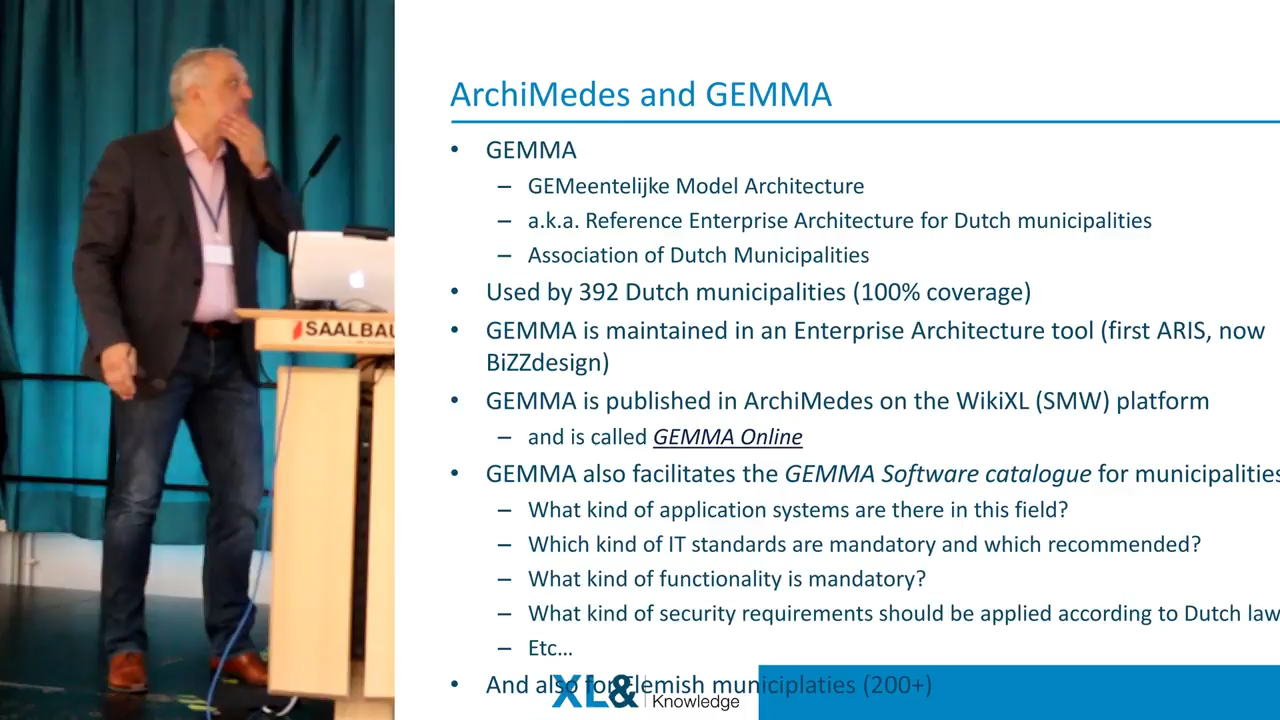 ArchiMedes and GEMMA
• GEMMA
– GEMeentelijke Model Architecture
– a.k.a. Reference Enterprise Architecture for Dutch municipalities
– Association of Dutch Municipalities
• Used by 392 Dutch municipalities (100% coverage)
• GEMMA is maintained in an Enterprise Architecture tool (first ARIS, now
BiZZdesign)
• GEMMA is published in ArchiMedes on the WikiXL (SMW) platform
– and is called GEMMA Online
• GEMMA also facilitates the GEMMA Software catalogue for municipalities
– What kind of application systems are there in this field?
– Which kind of IT standards are mandatory and which recommended?
– What kind of functionality is mandatory?
– What kind of security requirements should be applied according to Dutch law
– Etc…
• And also for Flemish municiplaties (200+)
XL& Knowledge
SAALBAU